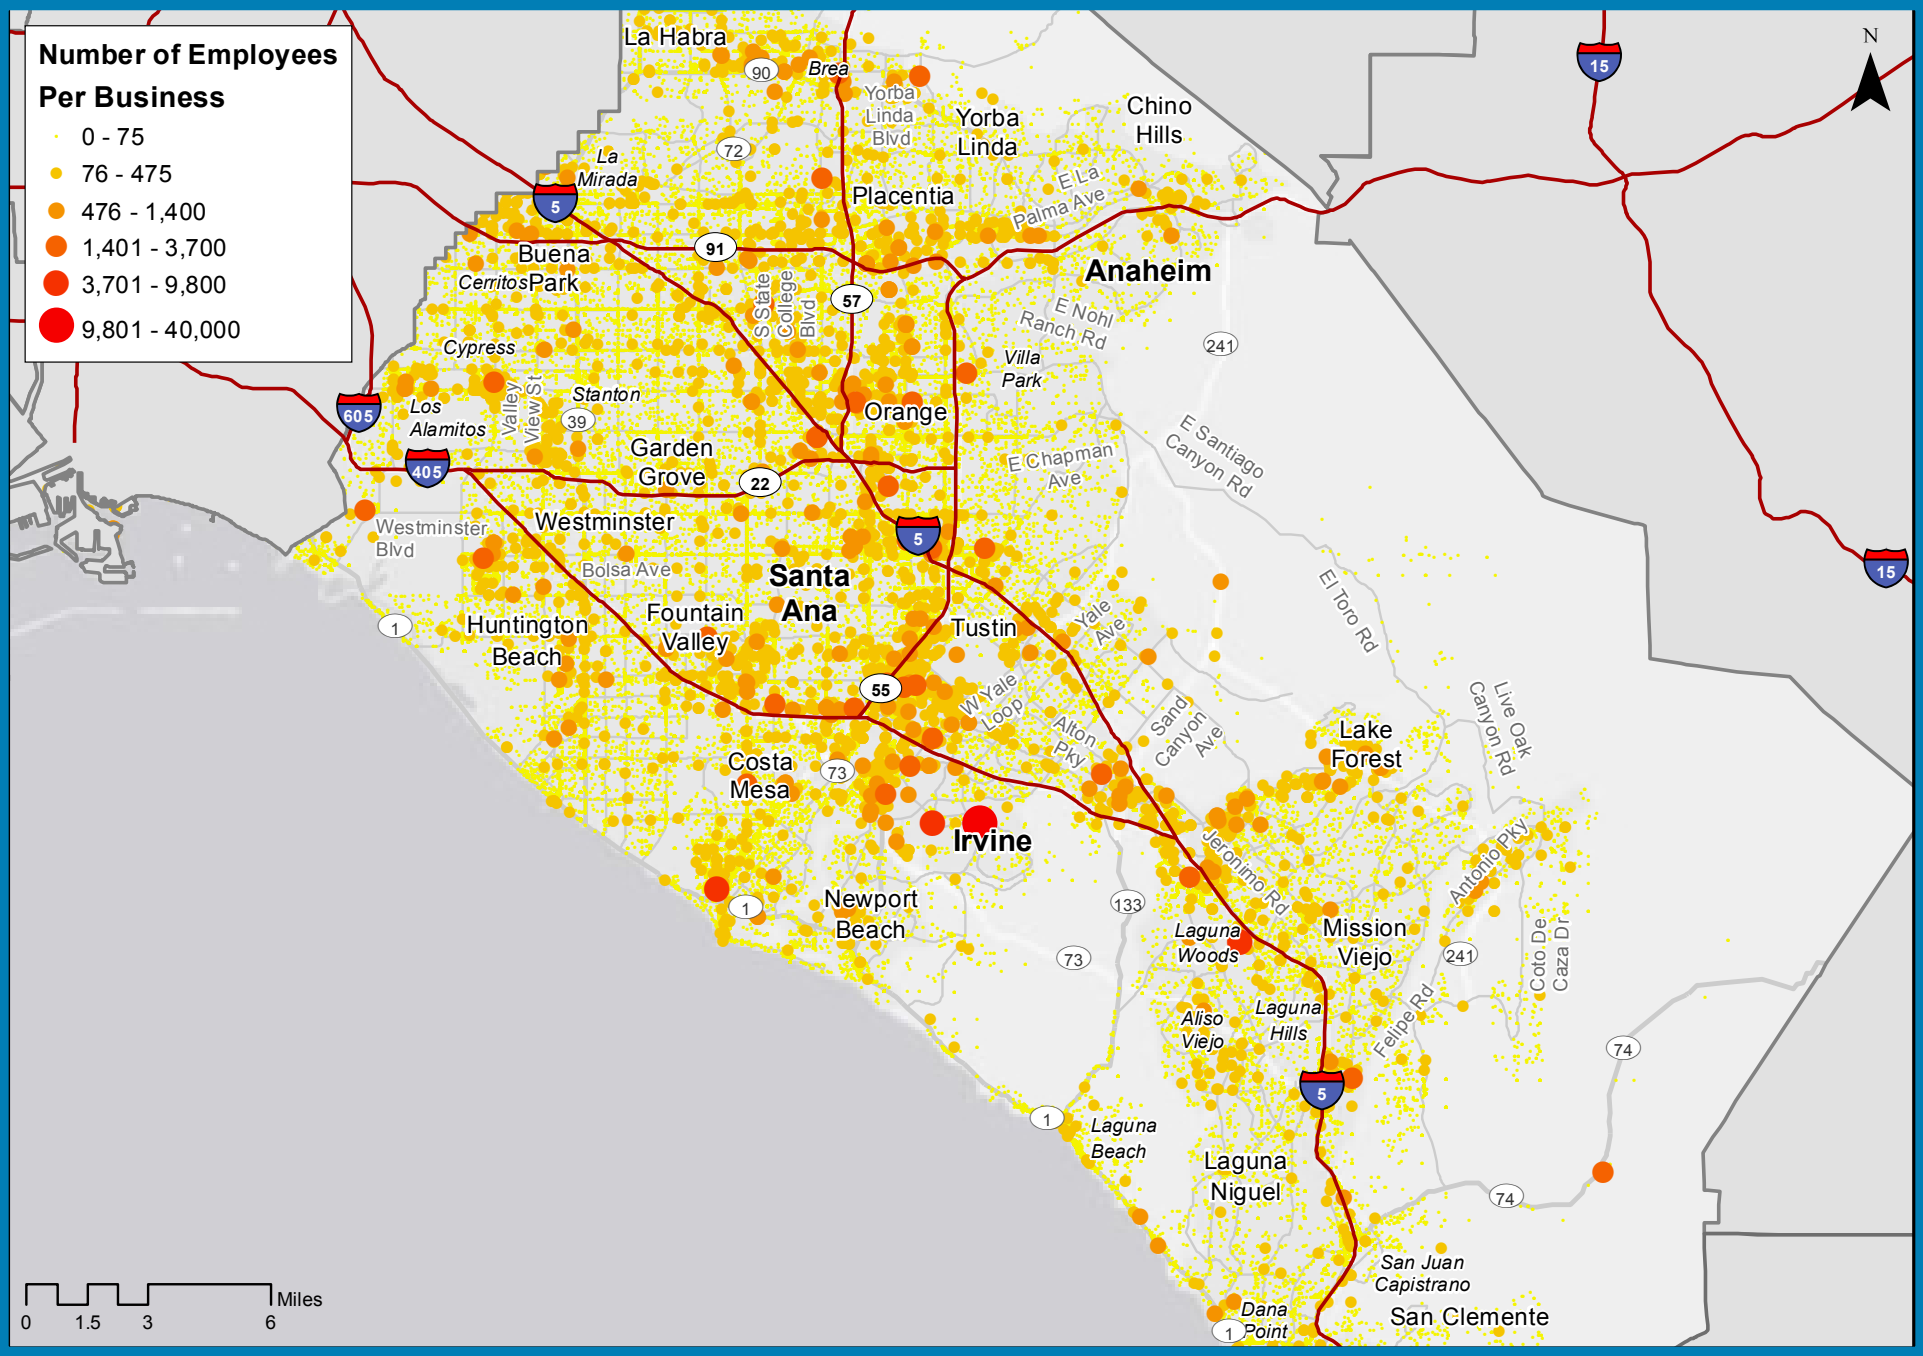 Number of Employees
Per Business
0 - 75
76 - 475
476 - 1,400
1,401 - 3,700
3,701 - 9,800
9,801 - 40,000
N
La Habra
90
Brea
15
Yorba
Linda
Blvd
Yorba
Linda
Chino
Hills
72
La
Mirada
5
Placentia
E La
Palma Ave
91
Buena
Park
Cerritos
Anaheim
57
S State
College
Blvd
E Nohl
Ranch Rd
241
Cypress
Villa
Park
Valley
View St
Stanton
39
605
Los
Alamitos
Orange
Garden
Grove
E Santiago
Canyon Rd
E Chapman
Ave
405
22
Westminster
Westminster
Blvd
5
15
Bolsa Ave
Santa
Ana
El Toro Rd
1
Huntington
Beach
Fountain
Valley
Tustin
Yale
Ave
55
W Yale
Loop
Live Oak
Canyon Rd
Sand
Canyon
Ave
Alton
Pky
Lake
Forest
Costa
Mesa
73
Irvine
Jeronimo Rd
Antonio Pky
1
Newport
Beach
133
Laguna
Woods
Mission
Viejo
241
Coto De
Caza Dr
73
Aliso
Viejo
Laguna
Hills
Felipe Rd
74
5
1
Laguna
Beach
Laguna
Niguel
74
San Juan
Capistrano
San Clemente
Dana
Point
1
Miles
0 1.5 3 6